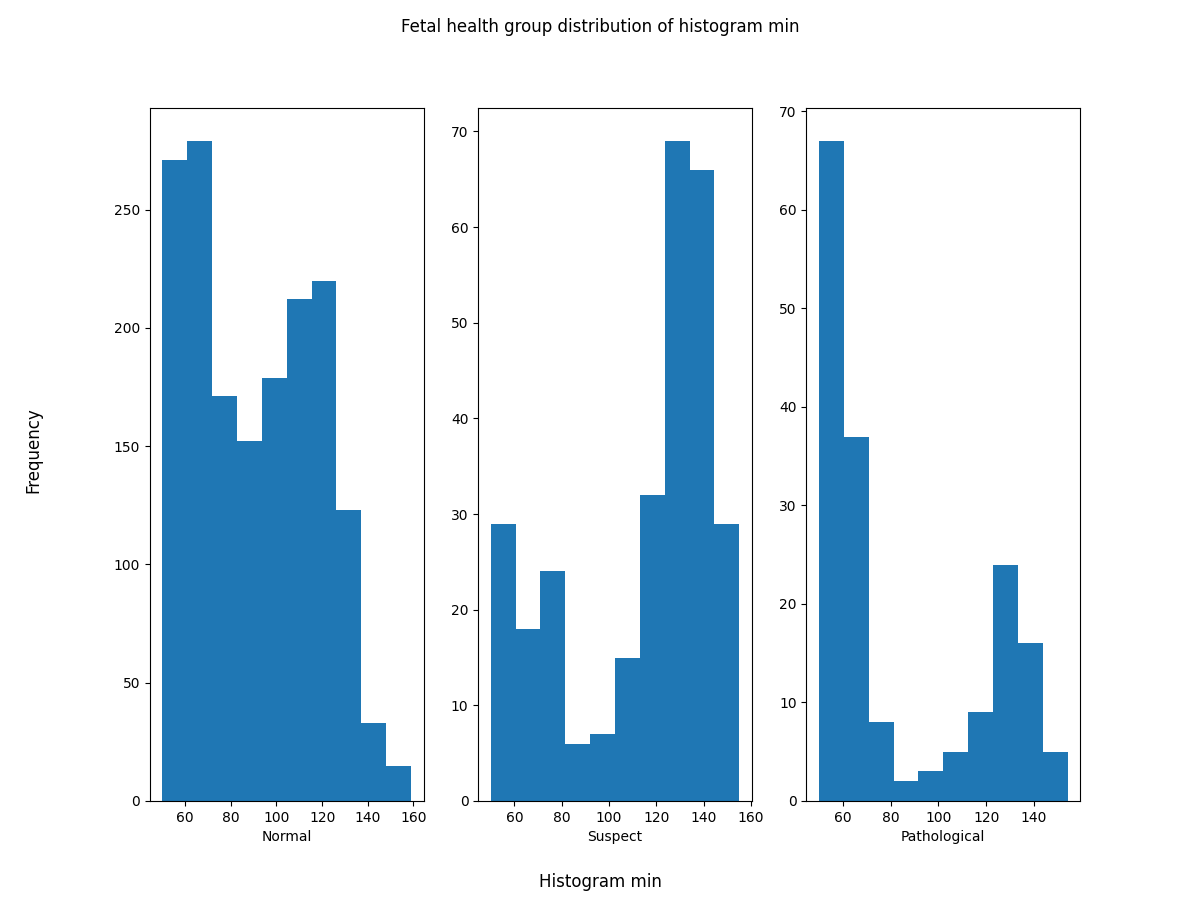 Fetal health group distribution of histogram min
Frequency
250
200
150
100
50
0
60 80 100 120 140 160
Normal
70
60
50
40
30
20
10
0
60 80 100 120 140 160
Suspect
70
60
50
40
30
20
10
0
60 80 100 120 140
Pathological
Histogram min